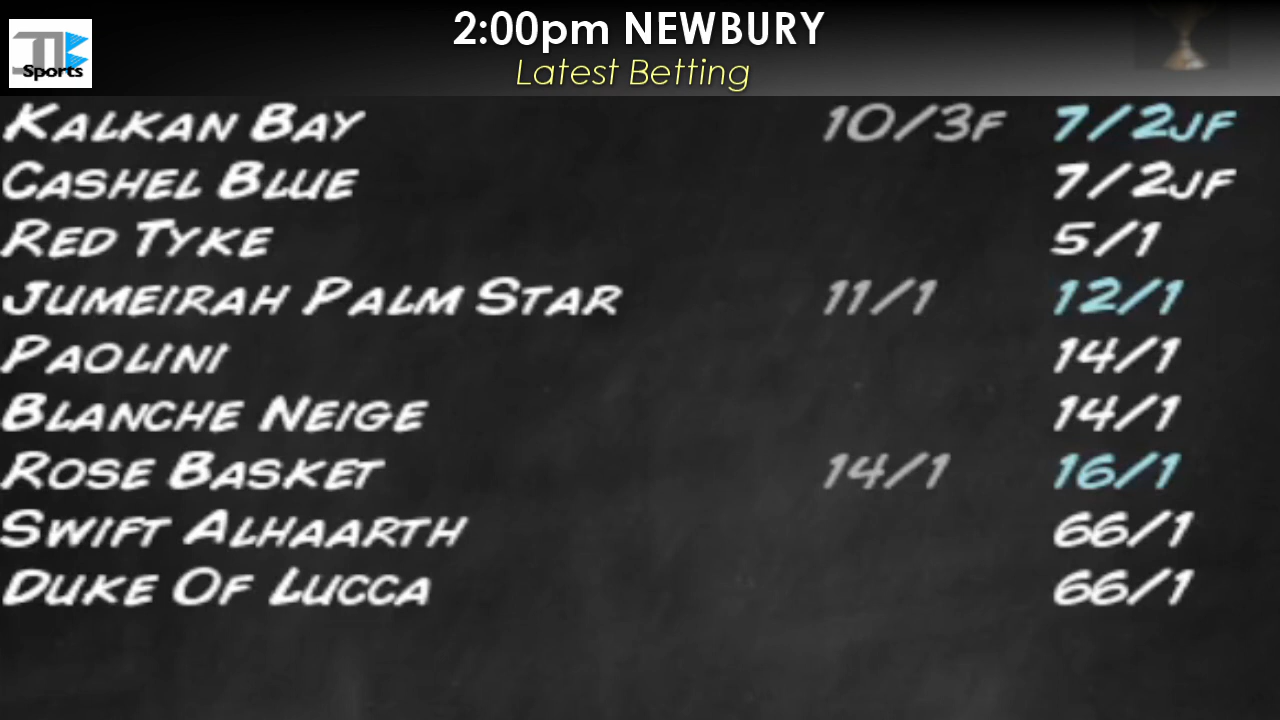 2:00pm NEWBURY
Latest Betting
TK Sports
KALKAN BAY 10/3F 7/2JF
CASHEL BLUE 7/2JF
RED TYKE 5/1
JUMEIRAH PALM STAR 11/1 12/1
PAOLINI 14/1
BLANCHE NEIGE 14/1
ROSE BASKET 14/1 16/1
SWIFT ALHAARTH 66/1
DUKE OF LUCCA 66/1